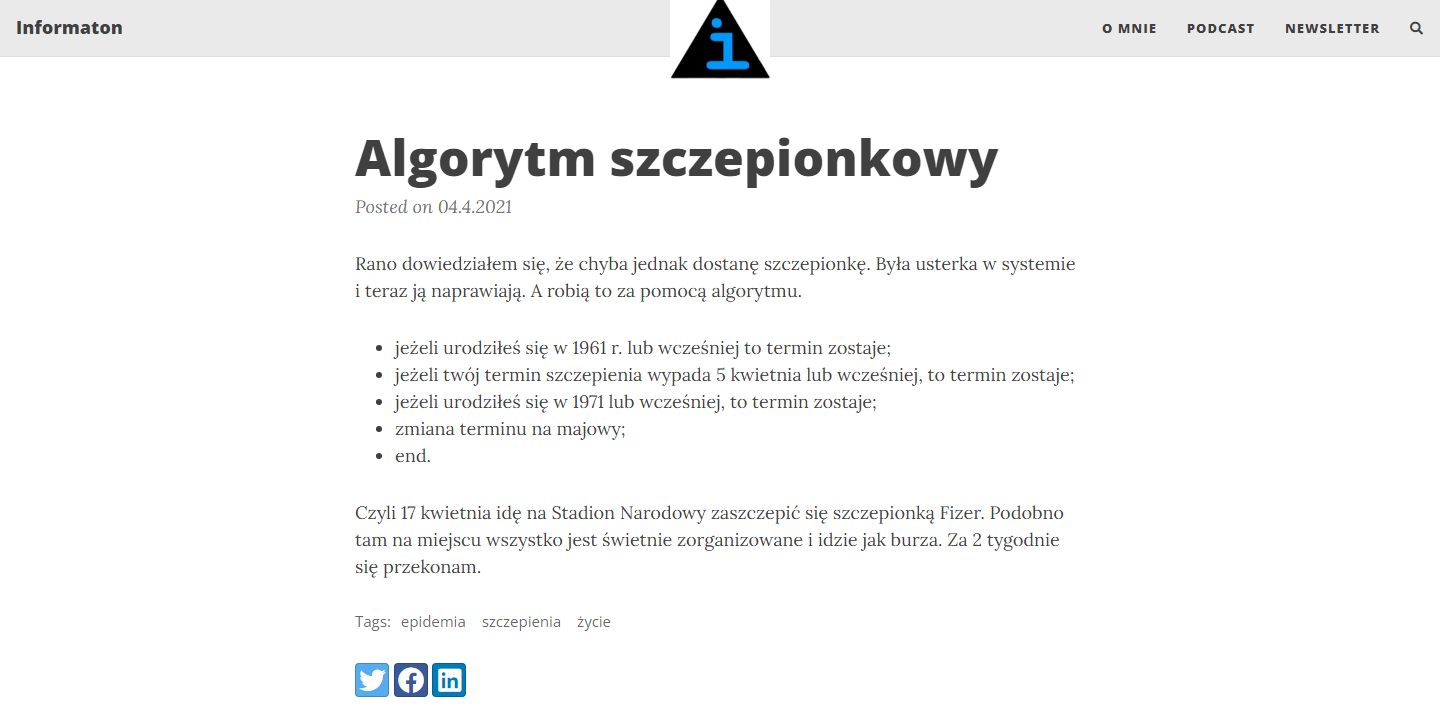 Informaton
i
O MNIE
PODCAST
NEWSLETTER
Algorytm szczepionkowy
Posted on 04.4.2021
Rano dowiedziałem się, że chyba jednak dostanę szczepionkę. Była usterka w systemie
i teraz ją naprawiają. A robią to za pomocą algorytmu.
jeżeli urodziłeś się w 1961 r. lub wcześniej to termin zostaje;
jeżeli twój termin szczepienia wypada 5 kwietnia lub wcześniej, to termin zostaje;
jeżeli urodziłeś się w 1971 lub wcześniej, to termin zostaje;
zmiana terminu na majowy;
end.
Czyli 17 kwietnia idę na Stadion Narodowy zaszczepić się szczepionką Fizer. Podobno
tam na miejscu wszystko jest świetnie zorganizowane i idzie jak burza. Za 2 tygodnie
się przekonam.
Tags: epidemia szczepienia życie
in